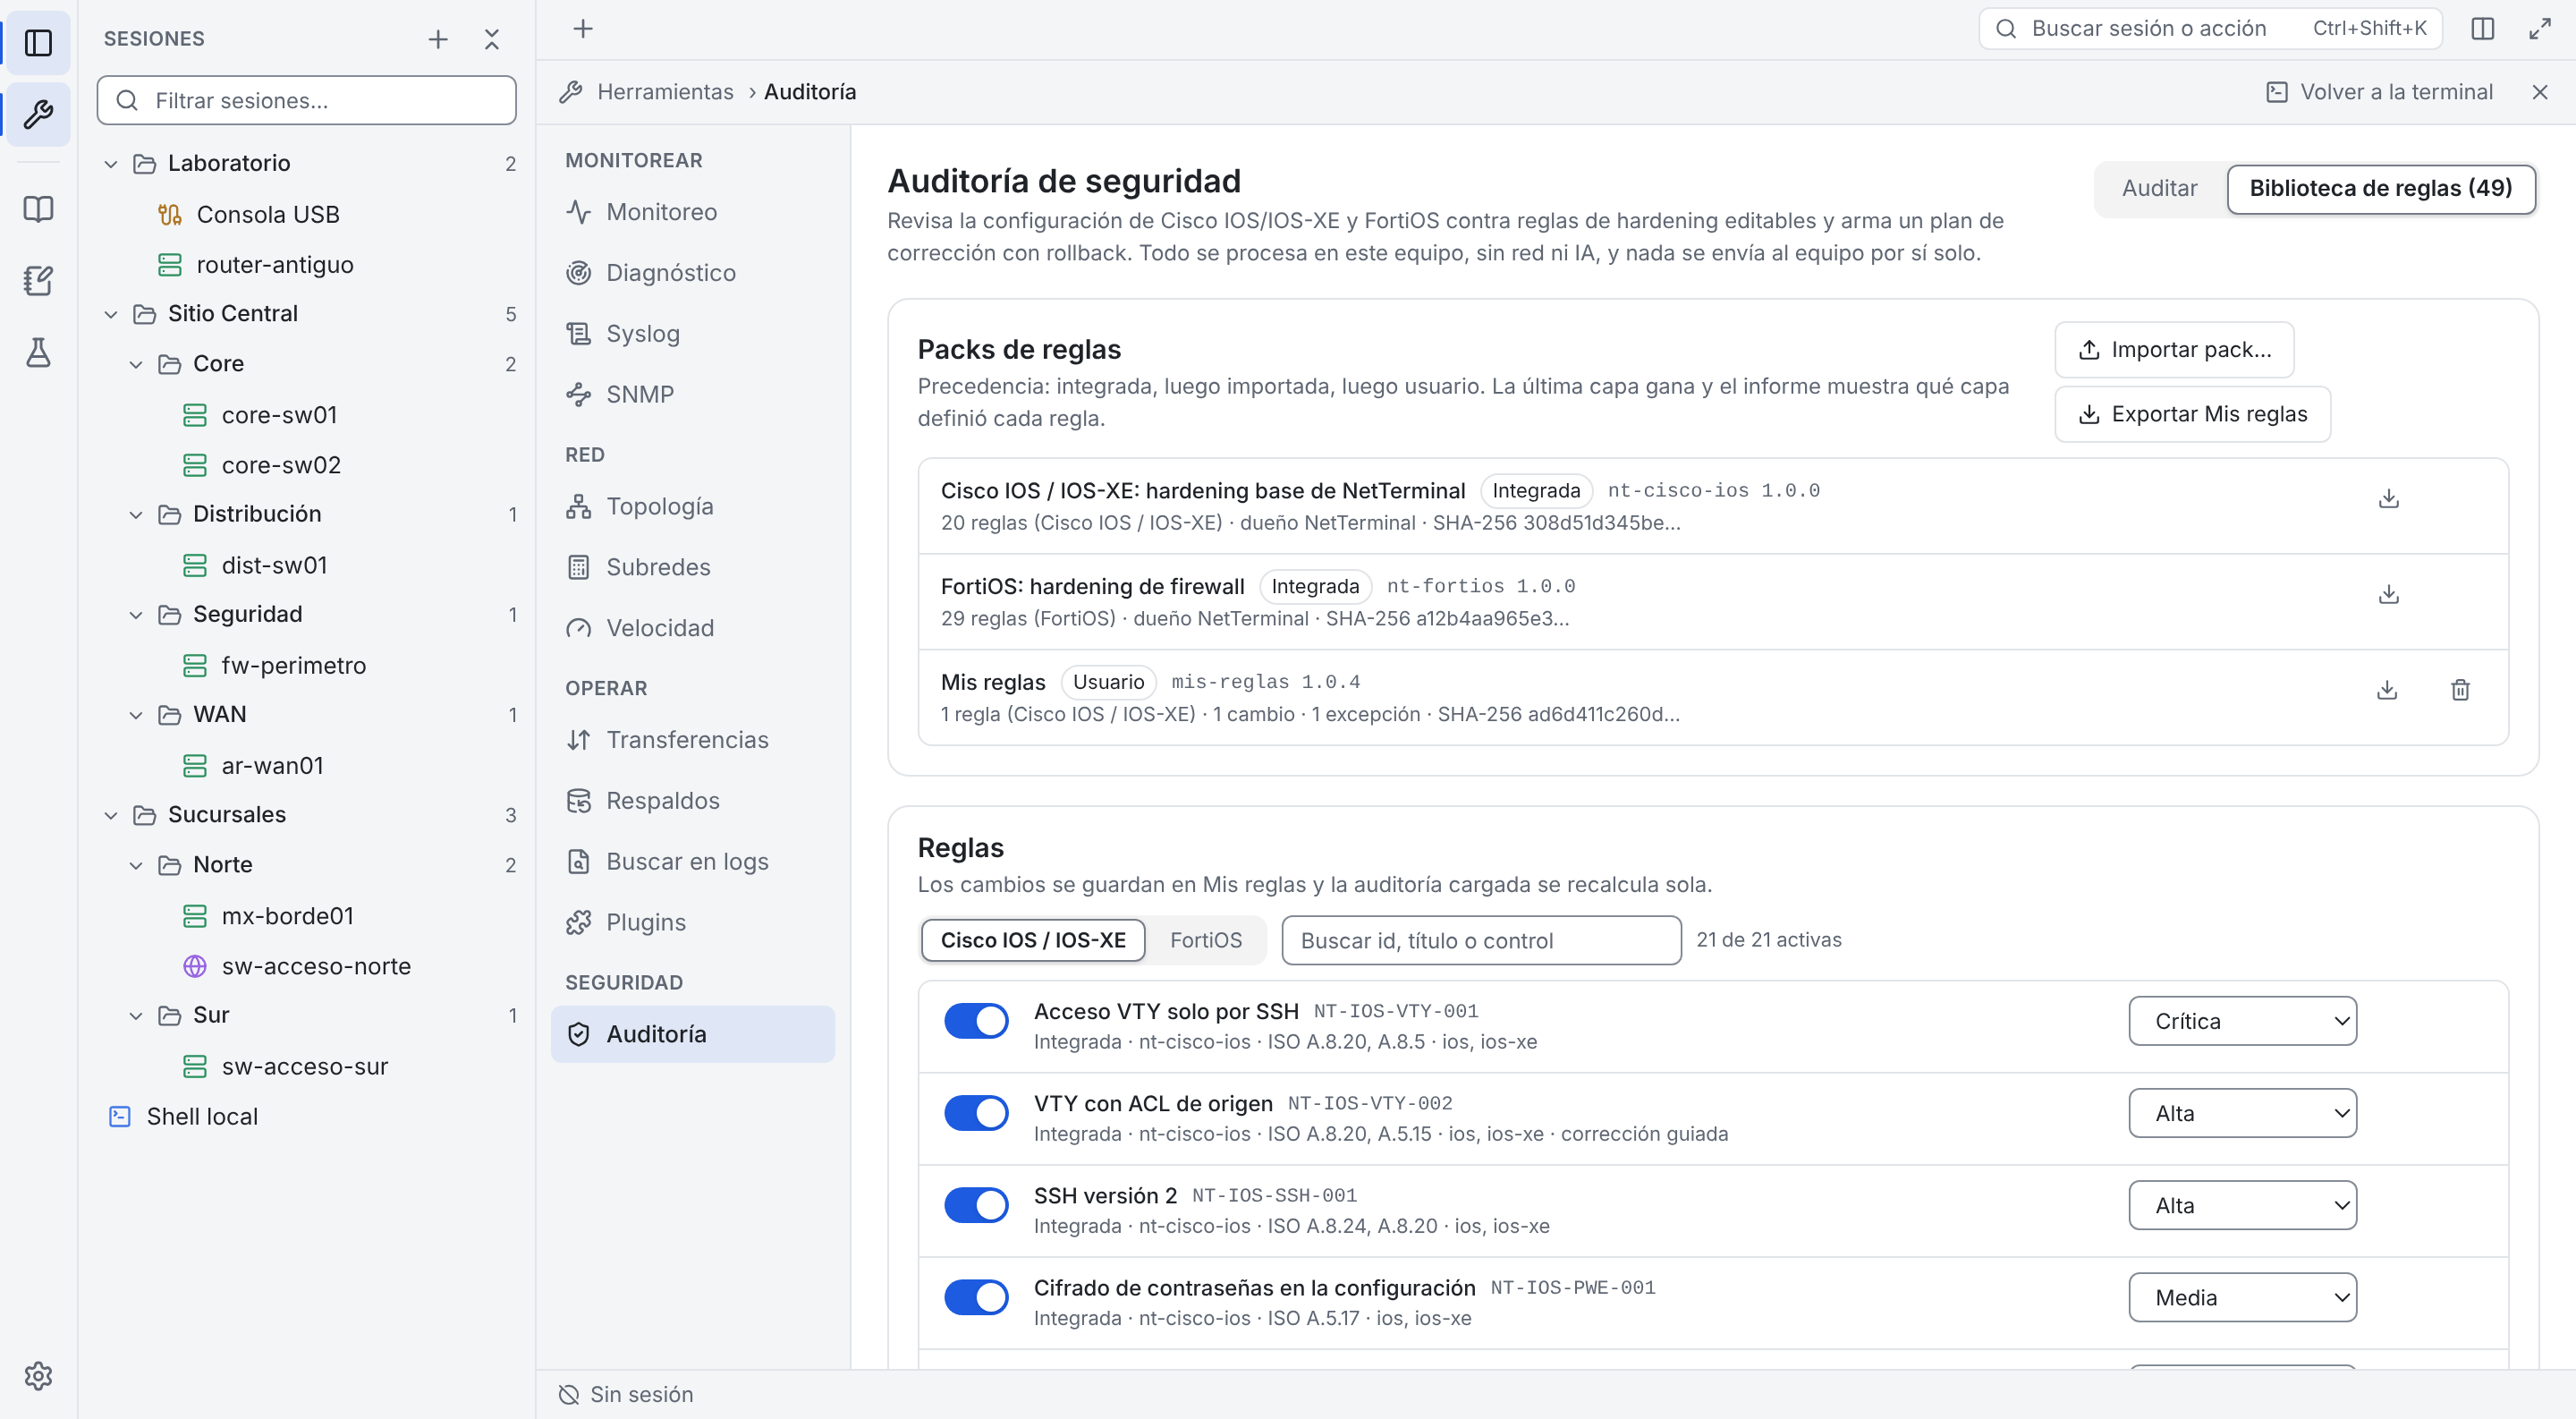 SESIONES
Filtrar sesiones...
Laboratorio 2
Consola USB
router-antiguo
Sitio Central 5
Core 2
core-sw01
core-sw02
Distribución 1
dist-sw01
Seguridad 1
fw-perimetro
WAN 1
ar-wan01
Sucursales 3
Norte 2
mx-borde01
sw-acceso-norte
Sur 1
sw-acceso-sur
Shell local
Buscar sesión o acción Ctrl+Shift+K
Herramientas › Auditoría
Volver a la terminal
MONITOREAR
Monitoreo
Diagnóstico
Syslog
SNMP
RED
Topología
Subredes
Velocidad
OPERAR
Transferencias
Respaldos
Buscar en logs
Plugins
SEGURIDAD
Auditoría
Auditoría de seguridad
Revisa la configuración de Cisco IOS/IOS-XE y FortiOS contra reglas de hardening editables y arma un plan de
corrección con rollback. Todo se procesa en este equipo, sin red ni IA, y nada se envía al equipo por sí solo.
Auditar Biblioteca de reglas (49)
Packs de reglas
Precedencia: integrada, luego importada, luego usuario. La última capa gana y el informe muestra qué capa
definió cada regla.
Importar pack...
Exportar Mis reglas
Cisco IOS / IOS-XE: hardening base de NetTerminal Integrada nt-cisco-ios 1.0.0
20 reglas (Cisco IOS / IOS-XE) · dueño NetTerminal · SHA-256 308d51d345be...
FortiOS: hardening de firewall Integrada nt-fortios 1.0.0
29 reglas (FortiOS) · dueño NetTerminal · SHA-256 a12b4aa965e3...
Mis reglas Usuario mis-reglas 1.0.4
1 regla (Cisco IOS / IOS-XE) · 1 cambio · 1 excepción · SHA-256 ad6d411c260d...
Reglas
Los cambios se guardan en Mis reglas y la auditoría cargada se recalcula sola.
Cisco IOS / IOS-XE FortiOS Buscar id, título o control 21 de 21 activas
Acceso VTY solo por SSH NT-IOS-VTY-001 Crítica
Integrada · nt-cisco-ios · ISO A.8.20, A.8.5 · ios, ios-xe
VTY con ACL de origen NT-IOS-VTY-002 Alta
Integrada · nt-cisco-ios · ISO A.8.20, A.5.15 · ios, ios-xe · corrección guiada
SSH versión 2 NT-IOS-SSH-001 Alta
Integrada · nt-cisco-ios · ISO A.8.24, A.8.20 · ios, ios-xe
Cifrado de contraseñas en la configuración NT-IOS-PWE-001 Media
Integrada · nt-cisco-ios · ISO A.5.17 · ios, ios-xe
Sin sesión